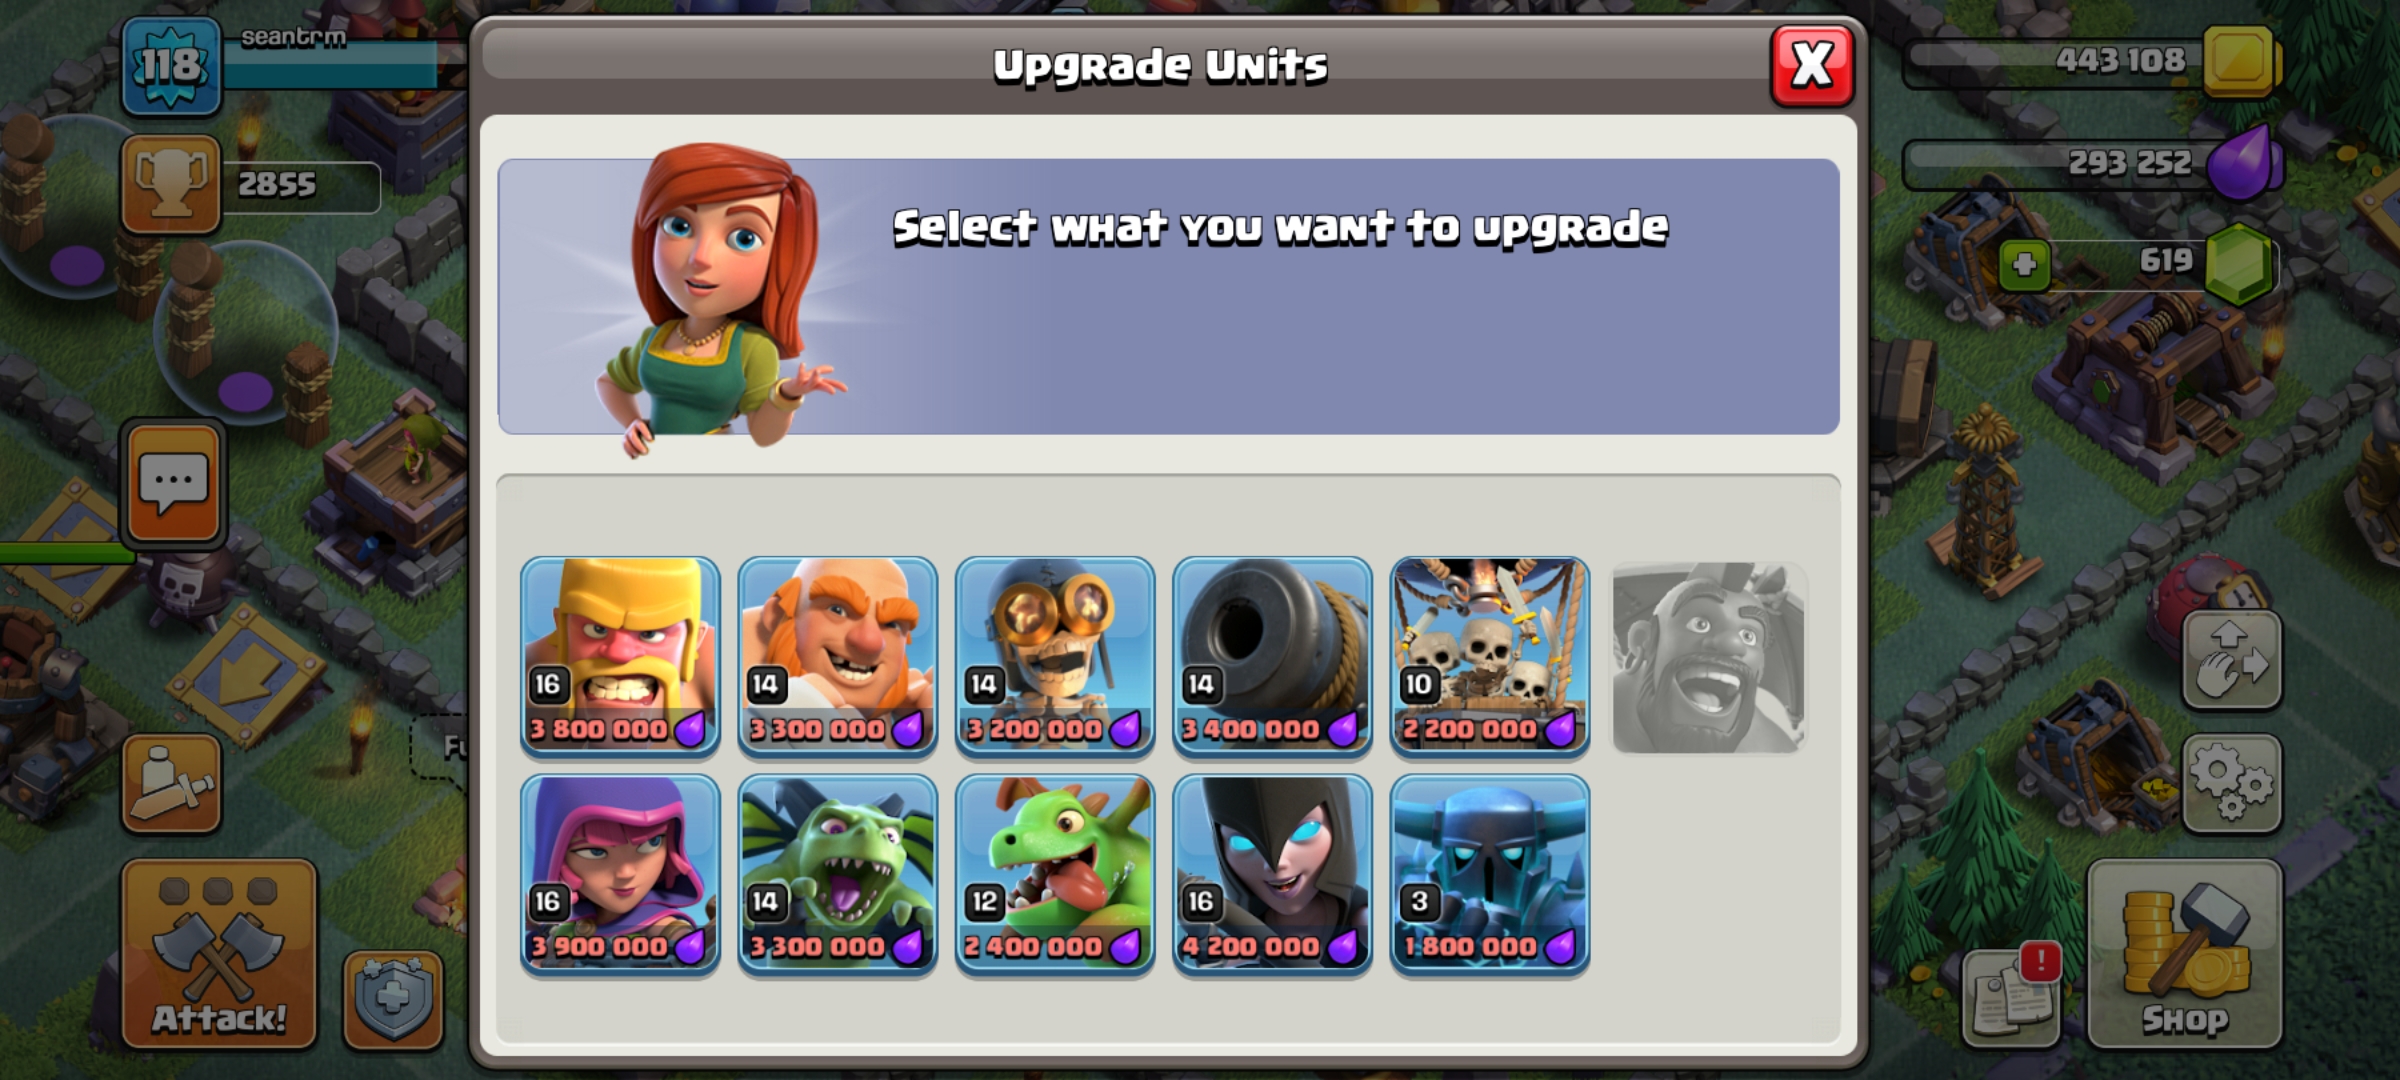 118
seantrm
2855
Attack!
Upgrade Units
X
Select what you want to upgrade
16
3 800 000
14
3 300 000
14
3 200 000
14
3 400 000
10
2 200 000
16
3 900 000
14
3 300 000
12
2 400 000
16
4 200 000
3
1 800 000
443 108
293 252
619
!
Shop